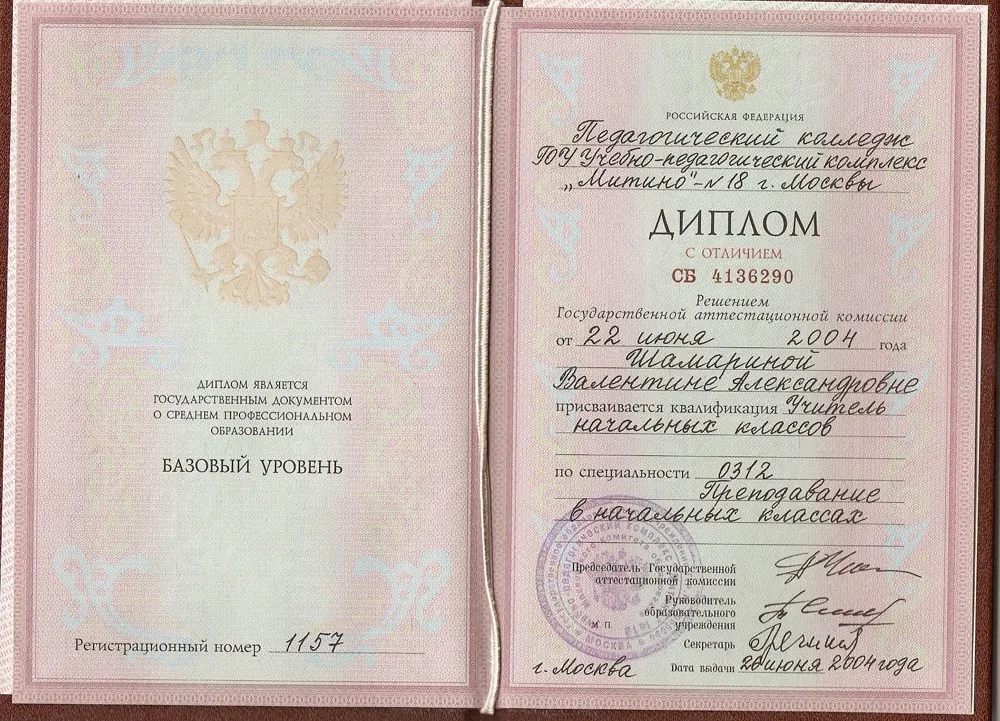 ДИПЛОМ ЯВЛЯЕТСЯ
ГОСУДАРСТВЕННЫМ ДОКУМЕНТОМ
О СРЕДНЕМ ПРОФЕССИОНАЛЬНОМ
ОБРАЗОВАНИИ
БАЗОВЫЙ УРОВЕНЬ
Регистрационный номер 1157
РОССИЙСКАЯ ФЕДЕРАЦИЯ
Педагогический колледж
ГОУ Учебно-педагогический комплекс
„Митино"-N18 г. Москвы
ДИПЛОМ
С ОТЛИЧИЕМ
СБ 4136290
Решением
Государственной аттестационной комиссии
от 22 июня 2004 года
Шамариной
Валентине Александровне
присваивается квалификация Учитель
начальных классов
по специальности 0312
Преподавание
в начальных классах
Председатель Государственной
аттестационной комиссии
Руководитель
образовательного
М.П. учреждения
Секретарь
г. Москва Дата выдачи 26 июня 2004 года